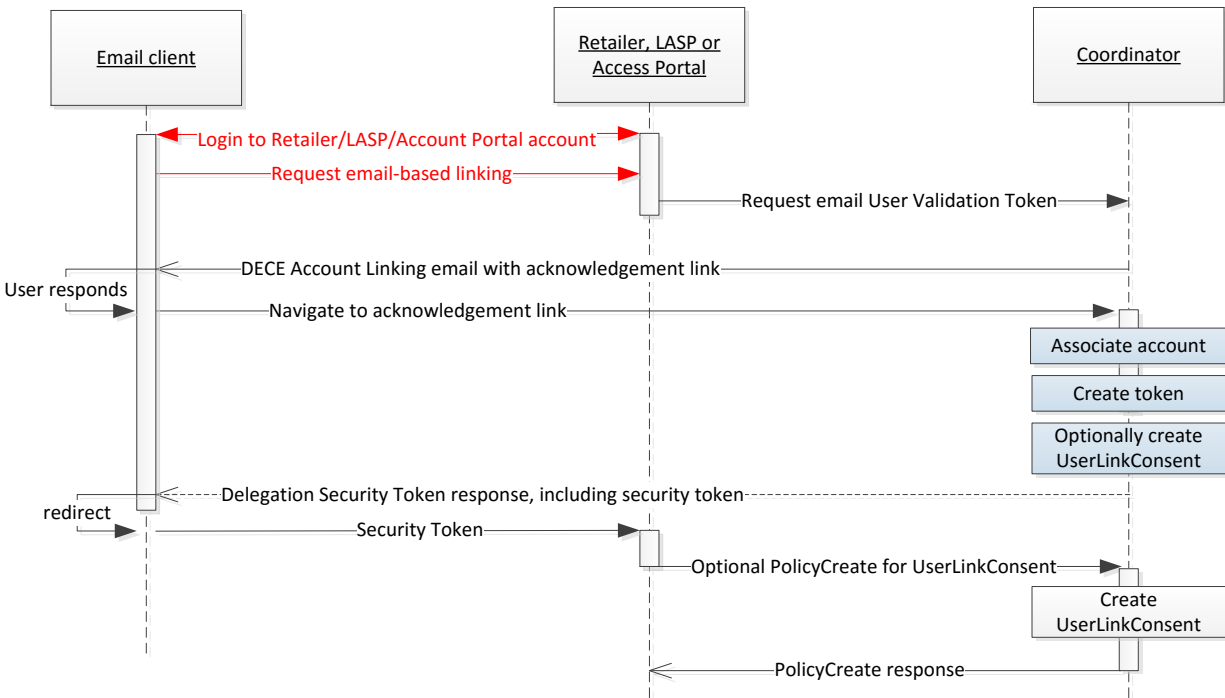 Email client
Retailer, LASP or
Access Portal
Coordinator
Login to Retailer/LASP/Account Portal account
Request email-based linking
Request email User Validation Token
DECE Account Linking email with acknowledgement link
User responds
Navigate to acknowledgement link
Associate account
Create token
Optionally create
UserLinkConsent
Delegation Security Token response, including security token
redirect
Security Token
Optional PolicyCreate for UserLinkConsent
Create
UserLinkConsent
PolicyCreate response